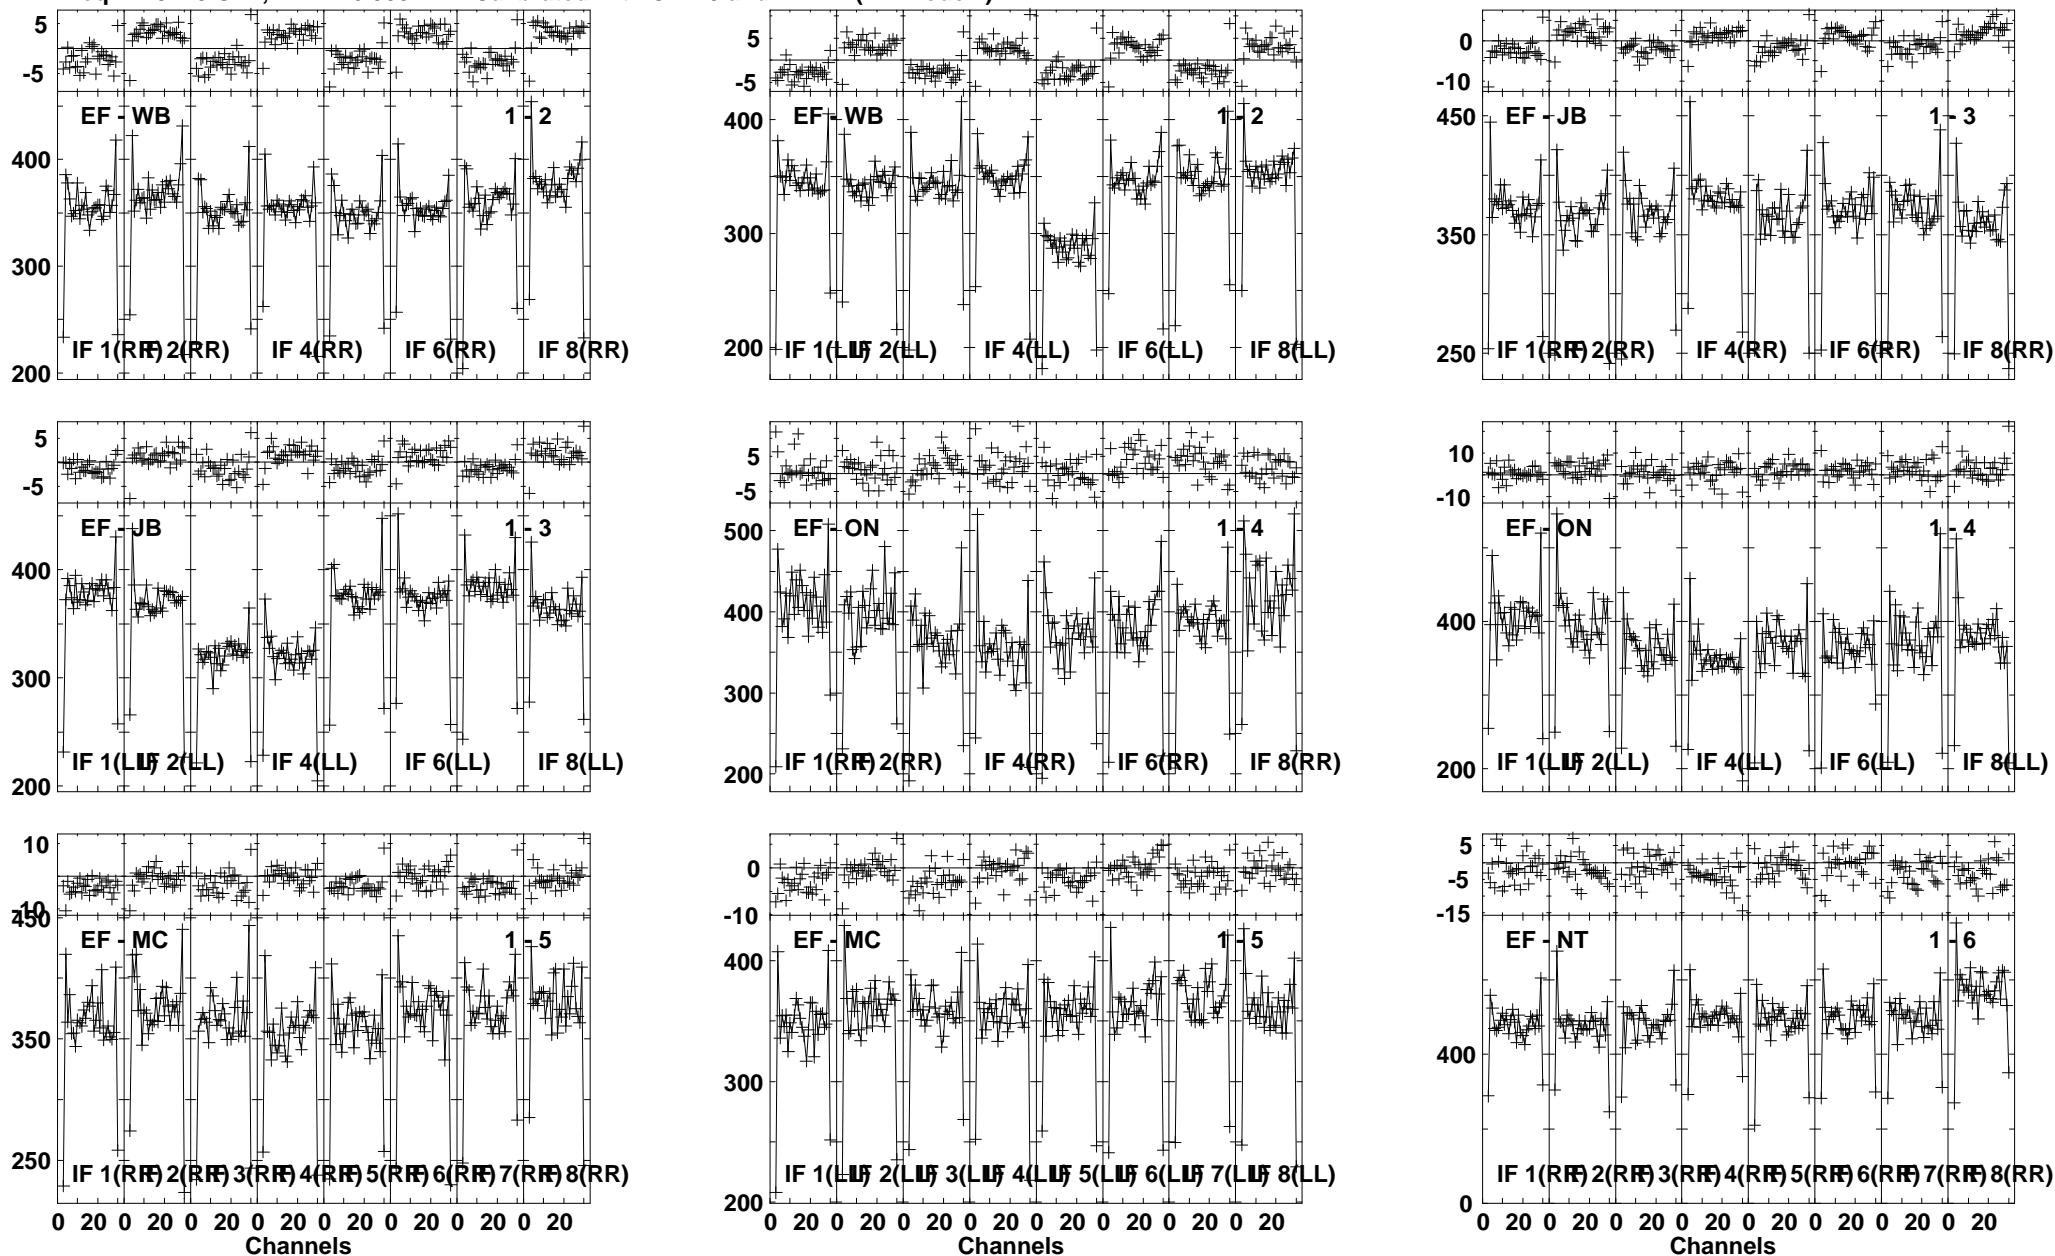 5
-5
EF - WB 1 - 2
400
300
200
IF 1(RR) IF 2(RR) IF 4(RR) IF 6(RR) IF 8(RR)
5
-5
EF - WB 1 - 2
400
300
200
IF 1(LL) IF 2(LL) IF 4(LL) IF 6(LL) IF 8(LL)
0
-10
EF - JB 1 - 3
450
350
250
IF 1(RR) IF 2(RR) IF 4(RR) IF 6(RR) IF 8(RR)
5
-5
EF - JB 1 - 3
400
300
200
IF 1(LL) IF 2(LL) IF 4(LL) IF 6(LL) IF 8(LL)
5
-5
EF - ON 1 - 4
500
400
300
200
IF 1(RR) IF 2(RR) IF 4(RR) IF 6(RR) IF 8(RR)
10
-10
EF - ON 1 - 4
400
200
IF 1(LL) IF 2(LL) IF 4(LL) IF 6(LL) IF 8(LL)
10
-10
450
EF - MC 1 - 5
350
250
IF 1(RR) IF 2(RR) IF 3(RR) IF 4(RR) IF 5(RR) IF 6(RR) IF 7(RR) IF 8(RR)
0 20 0 20 0 20 0 20 0 20 0 20 0 20 0 20
Channels
0
-10
EF - MC 1 - 5
400
300
200
IF 1(LL) IF 2(LL) IF 3(LL) IF 4(LL) IF 5(LL) IF 6(LL) IF 7(LL) IF 8(LL)
0 20 0 20 0 20 0 20 0 20 0 20 0 20 0 20
Channels
5
-5
-15
EF - NT 1 - 6
400
0
IF 1(RR) IF 2(RR) IF 3(RR) IF 4(RR) IF 5(RR) IF 6(RR) IF 7(RR) IF 8(RR)
0 20 0 20 0 20 0 20 0 20 0 20 0 20 0 20
Channels